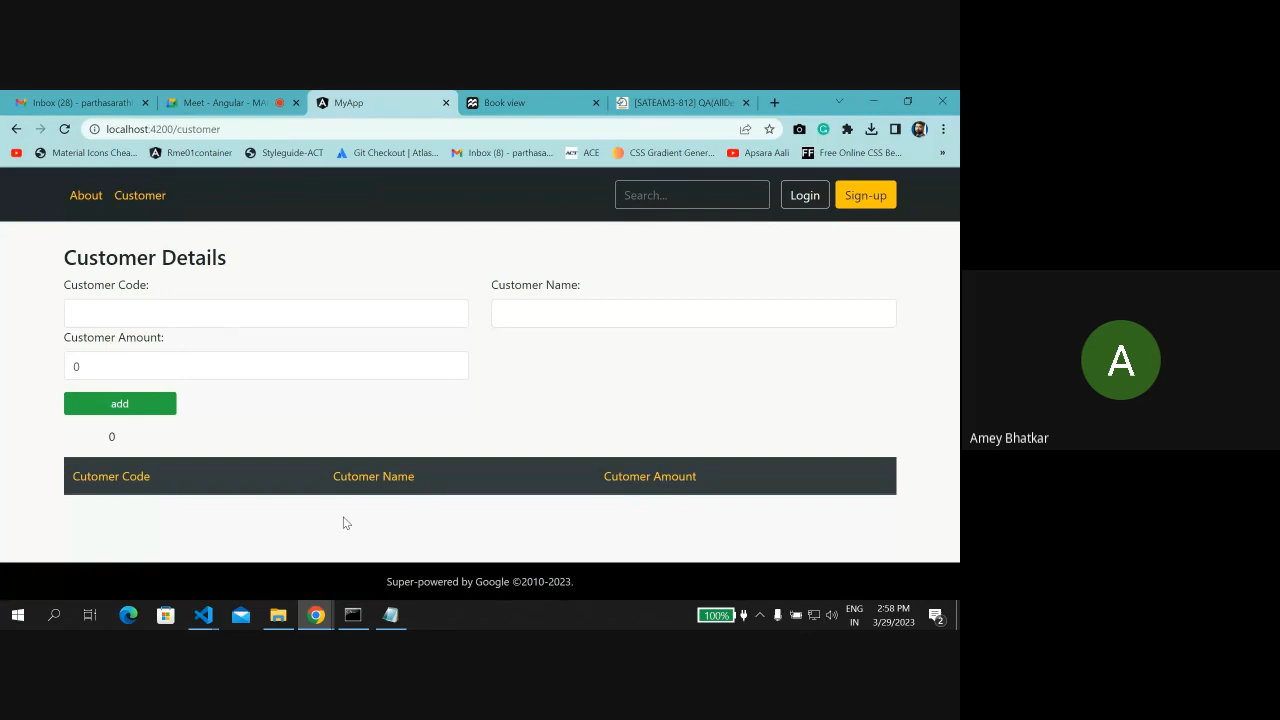 Inbox (28) - parthasarathi
Meet - Angular - MA
MyApp
Book view
[SATEAM3-812] QA(AllDe
localhost:4200/customer
Material Icons Chea...
Rme01container
Styleguide-ACT
Git Checkout | Atlas...
Inbox (8) - parthasa...
ACT
ACE
CSS Gradient Gener...
Apsara Aali
FF
Free Online CSS Be...
»
About
Customer
Search...
Login
Sign-up
Customer Details
Customer Code:
Customer Name:
Customer Amount:
0
add
0
Cutomer Code
Cutomer Name
Cutomer Amount
Super-powered by Google ©2010-2023.
100%
ENG
IN
2:58 PM
3/29/2023
2
A
Amey Bhatkar